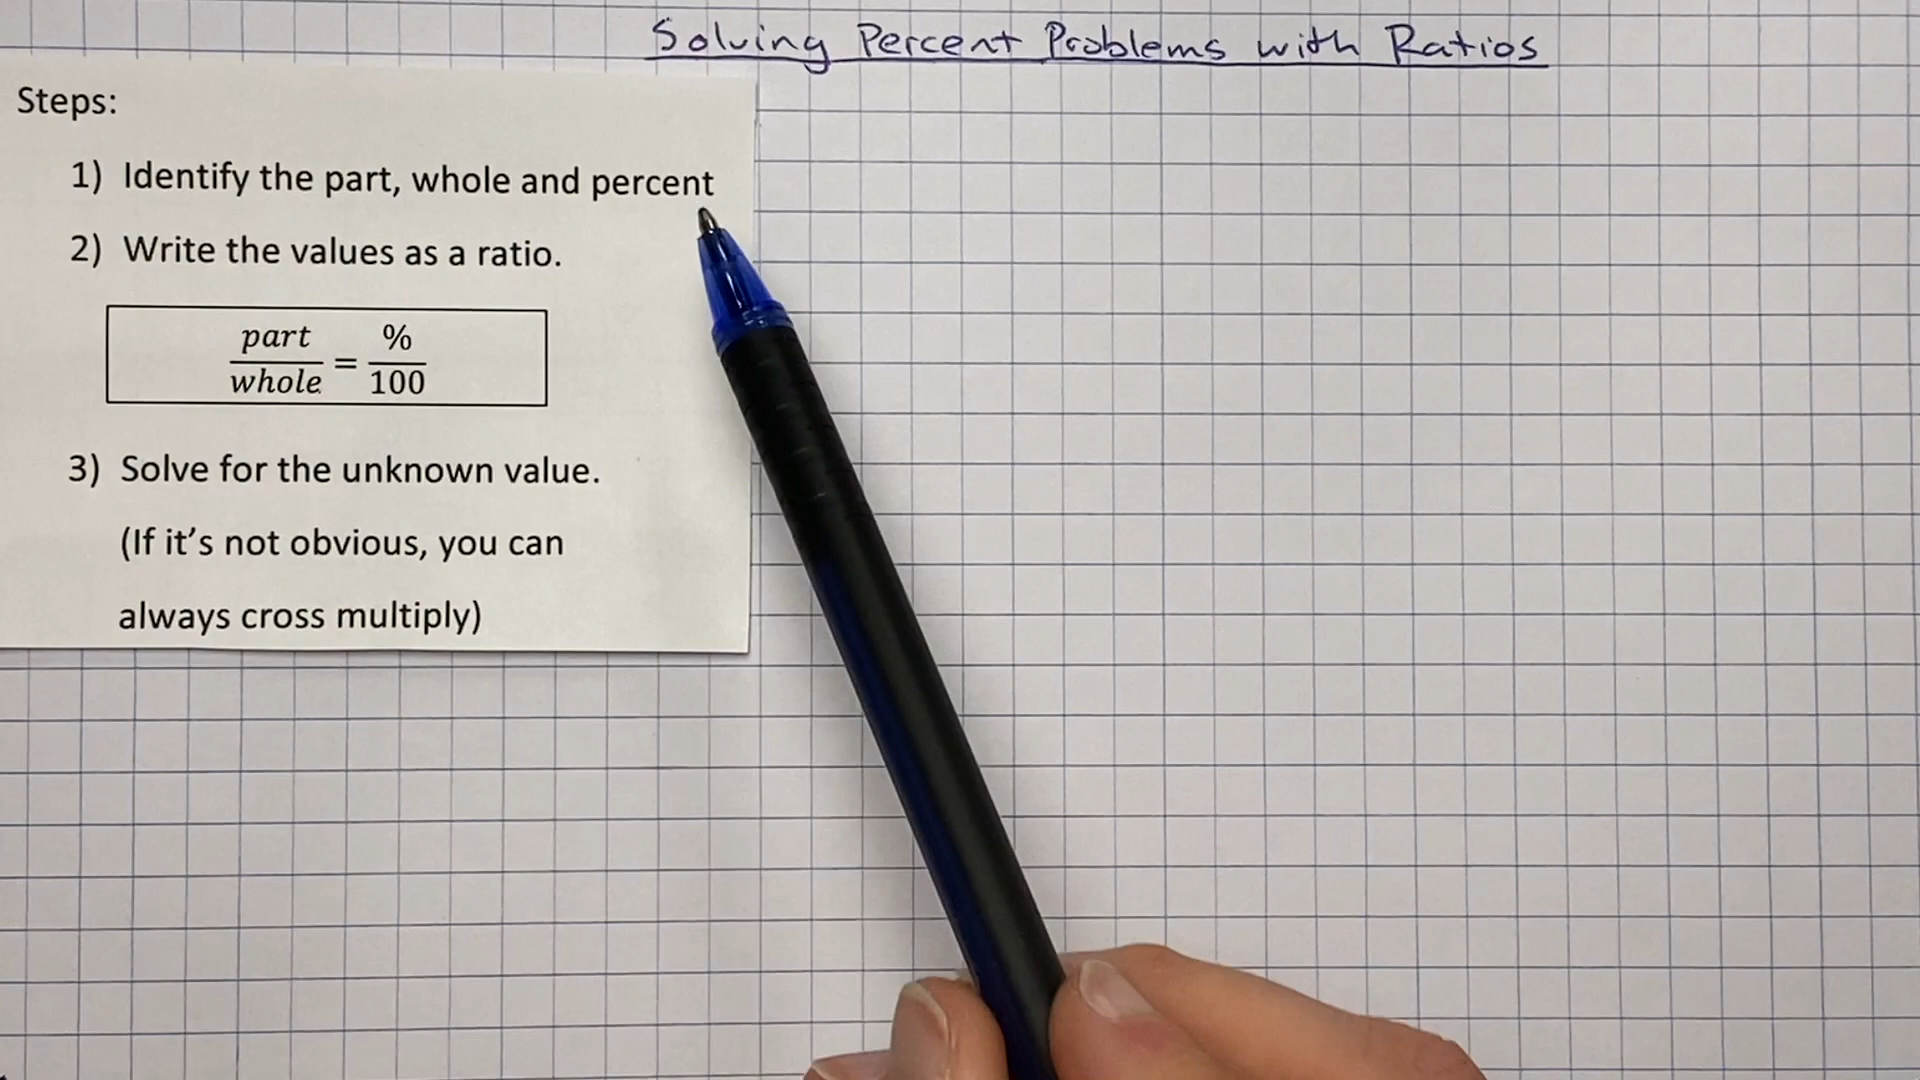 Solving Percent Problems with Ratios
Steps:
1) Identify the part, whole and percent
2) Write the values as a ratio.
part/whole = %/100
3) Solve for the unknown value.
(If it's not obvious, you can
always cross multiply)